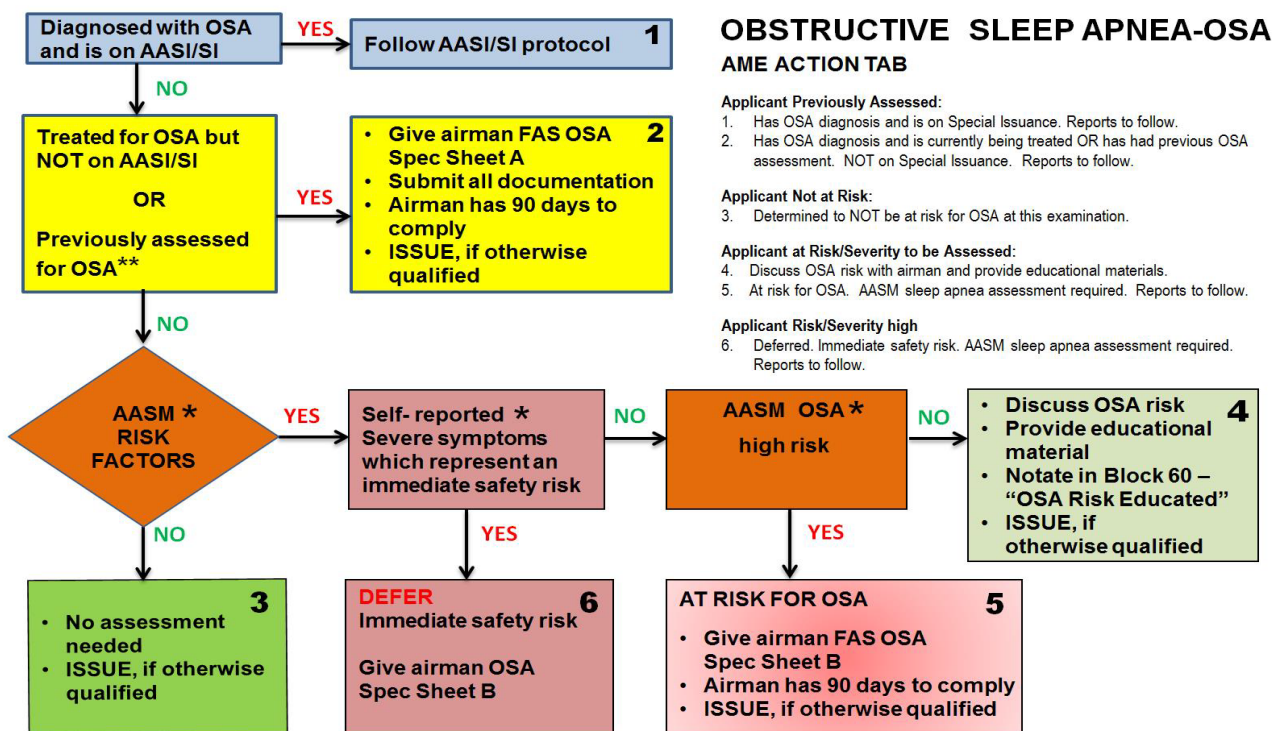 Diagnosed with OSA
and is on AASI/SI
YES
Follow AASI/SI protocol
1
NO
Treated for OSA but
NOT on AASI/SI
OR
Previously assessed
for OSA**
YES
• Give airman FAS OSA
Spec Sheet A
• Submit all documentation
• Airman has 90 days to
comply
• ISSUE, if otherwise
qualified
2
NO
AASM *
RISK
FACTORS
YES
Self- reported *
Severe symptoms
which represent an
immediate safety risk
NO
AASM OSA *
high risk
NO
• Discuss OSA risk
• Provide educational
material
• Notate in Block 60 –
“OSA Risk Educated”
• ISSUE, if
otherwise qualified
4
NO
• No assessment
needed
• ISSUE, if otherwise
qualified
3
YES
DEFER
Immediate safety risk
Give airman OSA
Spec Sheet B
6
YES
AT RISK FOR OSA
• Give airman FAS OSA
Spec Sheet B
• Airman has 90 days to comply
• ISSUE, if otherwise qualified
5
OBSTRUCTIVE SLEEP APNEA-OSA
AME ACTION TAB
Applicant Previously Assessed:
1. Has OSA diagnosis and is on Special Issuance. Reports to follow.
2. Has OSA diagnosis and is currently being treated OR has had previous OSA
assessment. NOT on Special Issuance. Reports to follow.
Applicant Not at Risk:
3. Determined to NOT be at risk for OSA at this examination.
Applicant at Risk/Severity to be Assessed:
4. Discuss OSA risk with airman and provide educational materials.
5. At risk for OSA. AASM sleep apnea assessment required. Reports to follow.
Applicant Risk/Severity high
6. Deferred. Immediate safety risk. AASM sleep apnea assessment required.
Reports to follow.